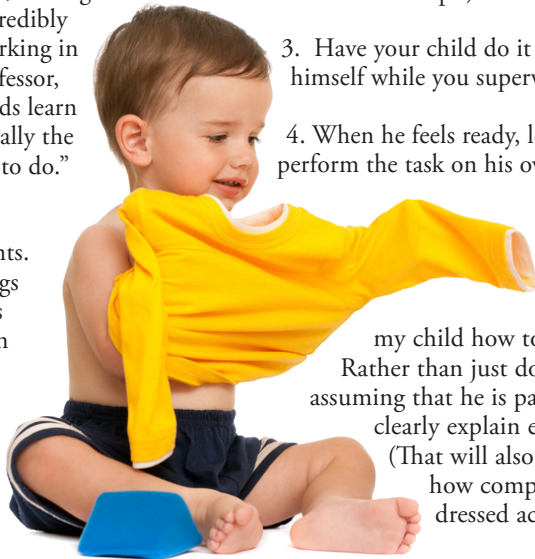 redibly
rking in
fessor,
ds learn
ally the
to do.”
nts.
gs
s
n
3. Have your child do it
himself while you superv
4. When he feels ready, l
perform the task on his ow
my child how to
Rather than just do
assuming that he is pa
clearly explain e
(That will also
how comp
dressed ac